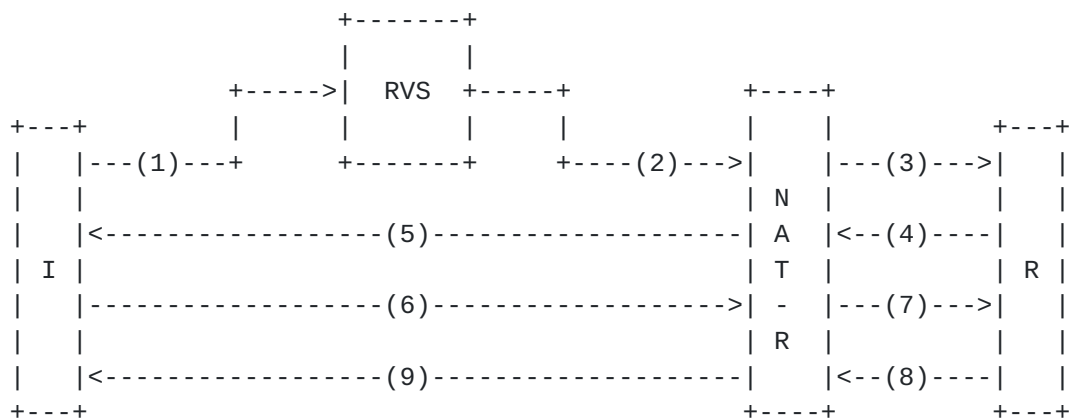 +-------+
                  |       |
           +----->|  RVS  +-----+           +----+
+---+      |      |       |     |           |    |         +---+
|   |---(1)---+      +-------+     +----(2)--->|    |---(3)--->|   |
|   |                                     | N  |         |   |
|   |<------------------(5)------------------| A  |<--(4)----|   |
| I |                                     | T  |         | R |
|   |-------------------(6)----------------->| -  |---(7)--->|   |
|   |                                     | R  |         |   |
|   |<------------------(9)------------------|    |<--(8)----|   |
+---+                                     +----+         +---+